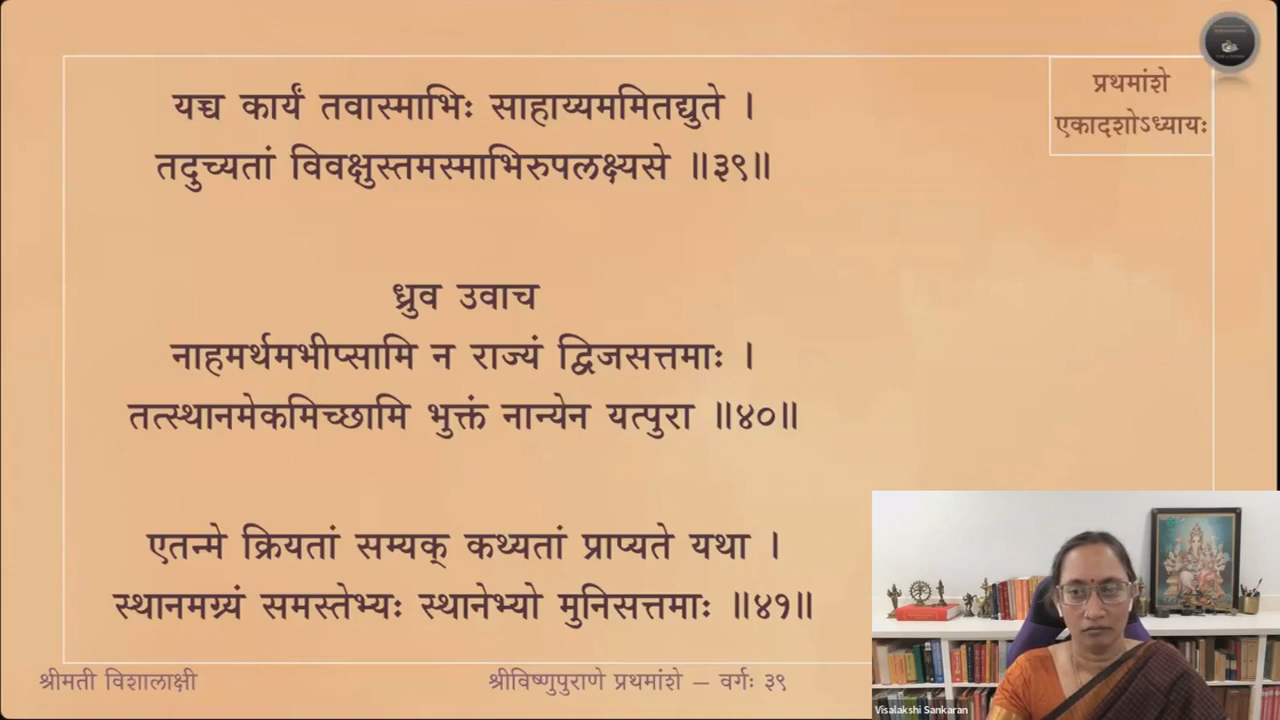 यच्च कार्यं तवास्माभिः साहाय्यममितद्युते ।
तदुच्यतां विवक्षुस्तमस्माभिरुपलक्ष्यसे ॥३९॥
प्रथमांशे
एकादशोऽध्यायः
ध्रुव उवाच
नाहमर्थमभीप्सामि न राज्यं द्विजसत्तमाः ।
तत्स्थानमेकमिच्छामि भुक्तं नान्येन यत्पुरा ॥४०॥
एतन्मे क्रियतां सम्यक् कथ्यतां प्राप्यते यथा ।
स्थानमग्र्यं समस्तेभ्यः स्थानेभ्यो मुनिसत्तमाः ॥४१॥
श्रीमती विशालाक्षी
श्रीविष्णुपुराणे प्रथमांशे – वर्गः ३९
Visalakshi Sankaran